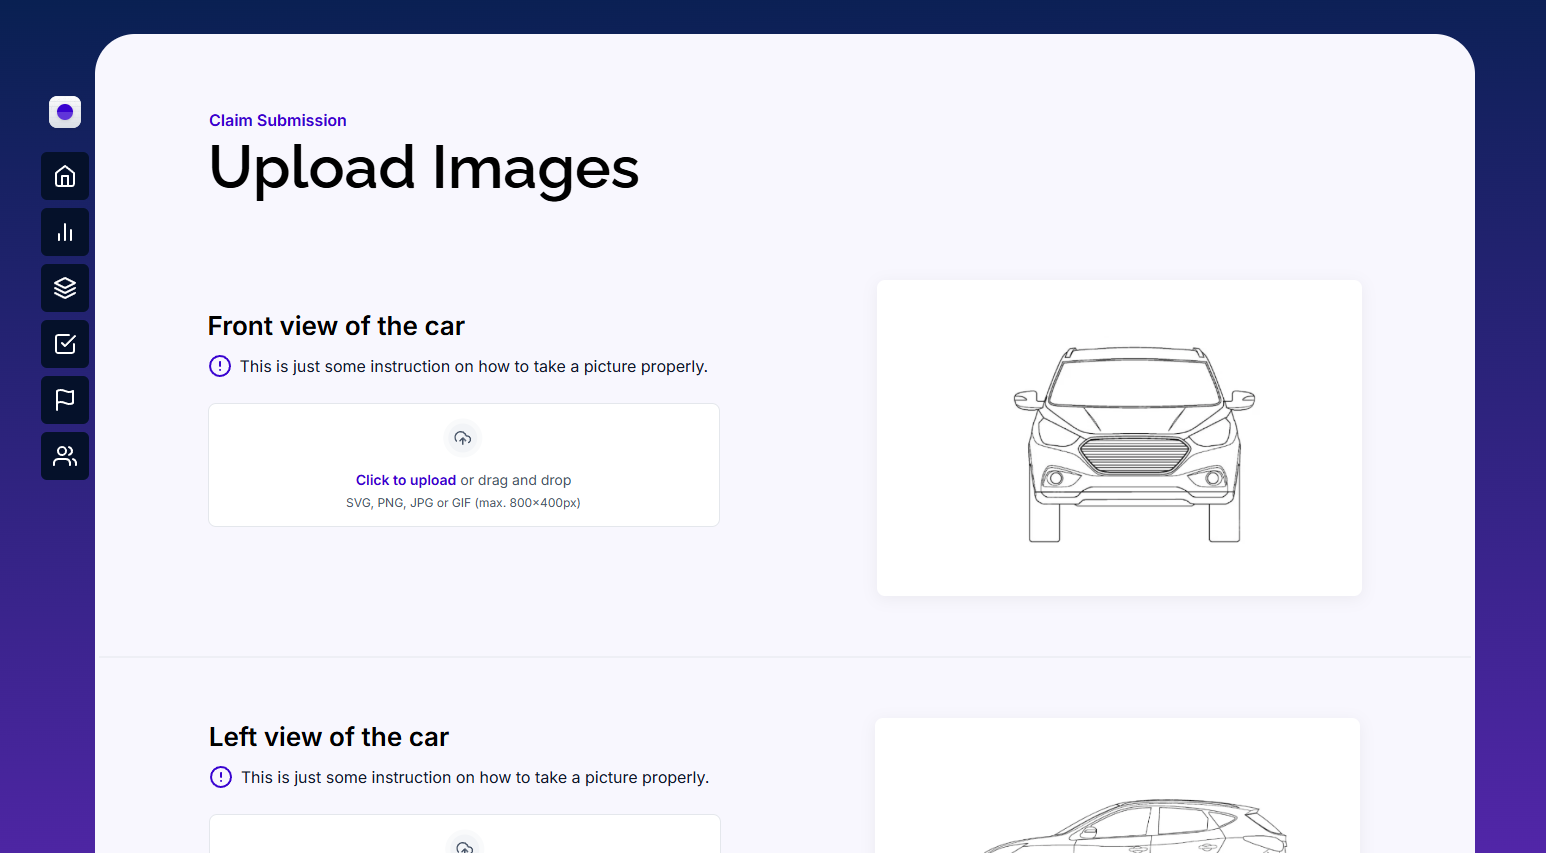 Claim Submission
Upload Images
Front view of the car
This is just some instruction on how to take a picture properly.
Click to upload or drag and drop
SVG, PNG, JPG or GIF (max. 800×400px)
Left view of the car
This is just some instruction on how to take a picture properly.